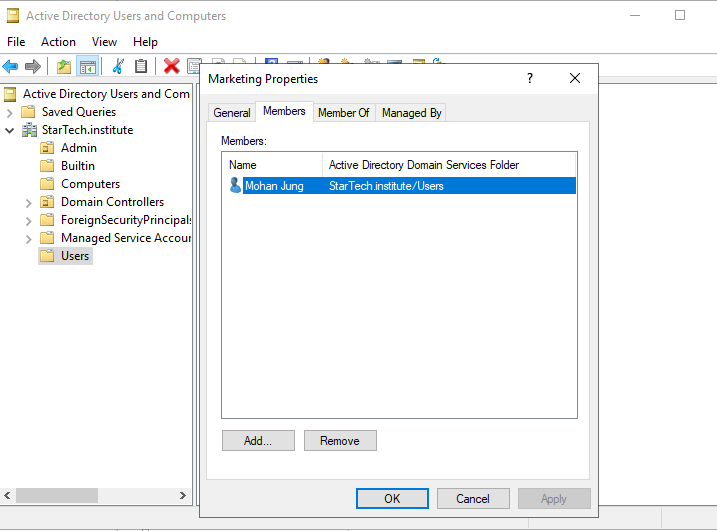 Active Directory Users and Computers
File Action View Help
Active Directory Users and Com
Saved Queries
StarTech.institute
Admin
Builtin
Computers
Domain Controllers
ForeignSecurityPrincipals
Managed Service Accour
Users
Marketing Properties
?
General Members Member Of Managed By
Members:
Name Active Directory Domain Services Folder
Mohan Jung StarTech.institute/Users
Add... Remove
OK Cancel Apply